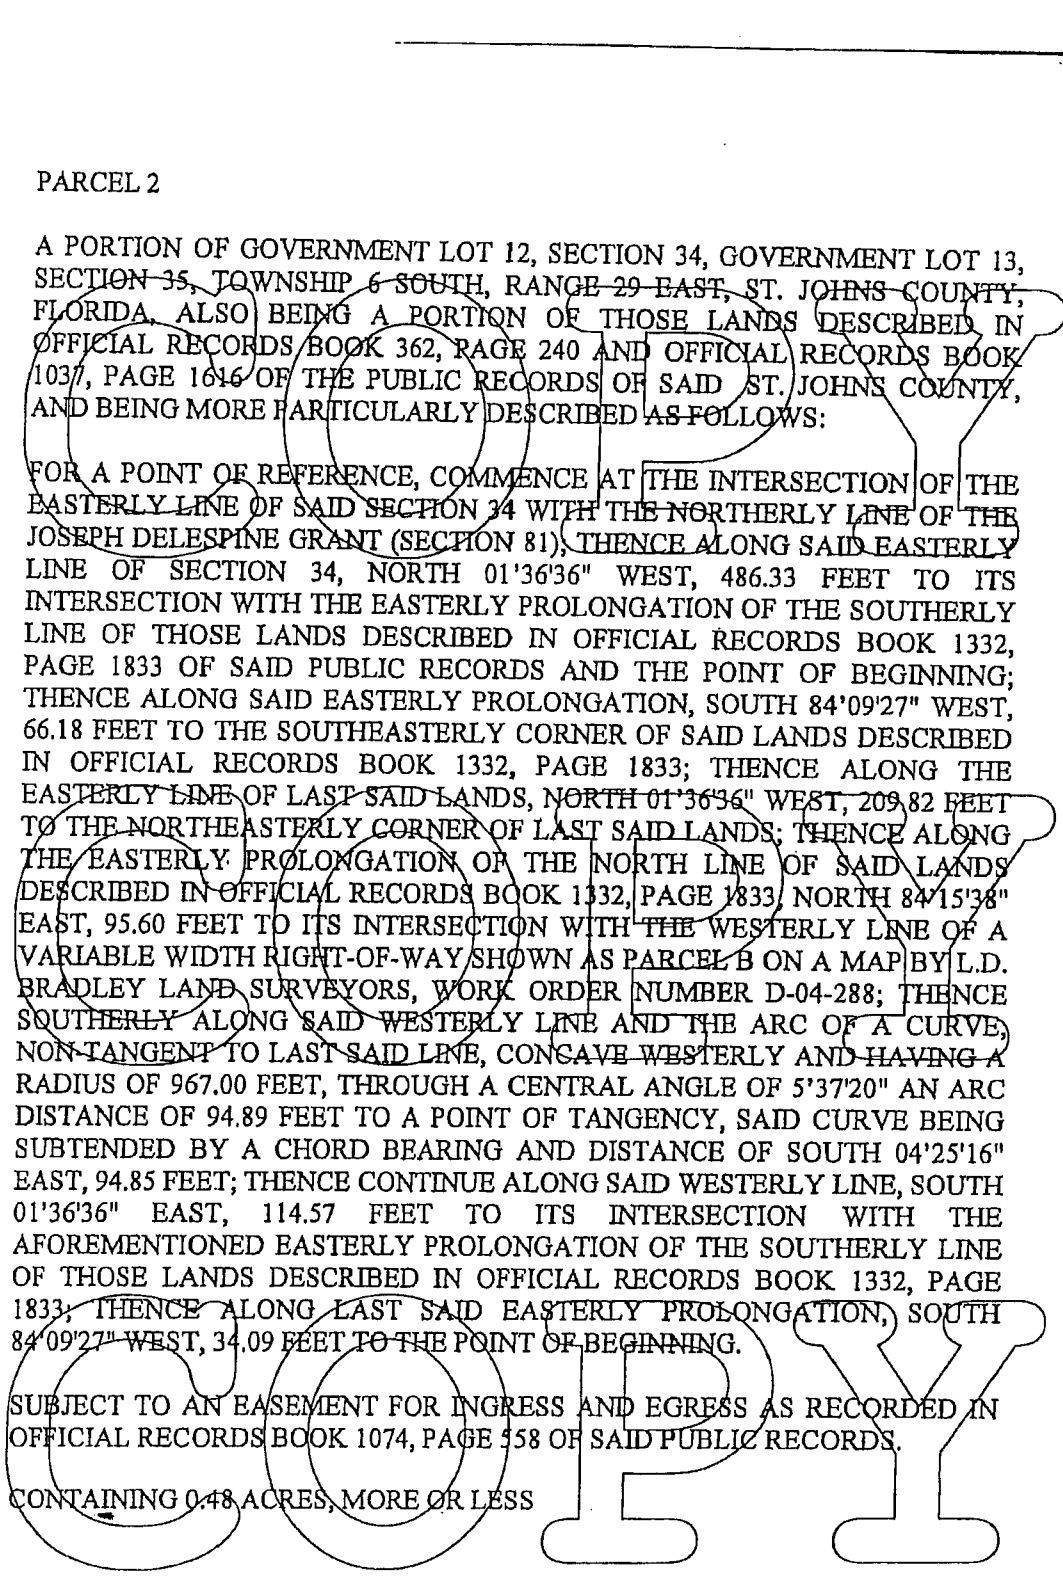 PARCEL 2
A PORTION OF GOVERNMENT LOT 12, SECTION 34, GOVERNMENT LOT 13,
SECTION 35, TOWNSHIP 6 SOUTH, RANGE 29 EAST, ST. JOHNS COUNTY,
FLORIDA, ALSO BEING A PORTION OF THOSE LANDS DESCRIBED IN
OFFICIAL RECORDS BOOK 362, PAGE 240 AND OFFICIAL RECORDS BOOK
1037, PAGE 1616 OF THE PUBLIC RECORDS OF SAID ST. JOHNS COUNTY,
AND BEING MORE PARTICULARLY DESCRIBED AS FOLLOWS:
FOR A POINT OF REFERENCE, COMMENCE AT THE INTERSECTION OF THE
EASTERLY LINE OF SAID SECTION 34 WITH THE NORTHERLY LINE OF THE
JOSEPH DELESPINE GRANT (SECTION 81), THENCE ALONG SAID EASTERLY
LINE OF SECTION 34, NORTH 01'36'36" WEST, 486.33 FEET TO ITS
INTERSECTION WITH THE EASTERLY PROLONGATION OF THE SOUTHERLY
LINE OF THOSE LANDS DESCRIBED IN OFFICIAL RECORDS BOOK 1332,
PAGE 1833 OF SAID PUBLIC RECORDS AND THE POINT OF BEGINNING;
THENCE ALONG SAID EASTERLY PROLONGATION, SOUTH 84'09'27" WEST,
66.18 FEET TO THE SOUTHEASTERLY CORNER OF SAID LANDS DESCRIBED
IN OFFICIAL RECORDS BOOK 1332, PAGE 1833; THENCE ALONG THE
EASTERLY LINE OF LAST SAID LANDS, NORTH 01'36'36" WEST, 209.82 FEET
TO THE NORTHEASTERLY CORNER OF LAST SAID LANDS; THENCE ALONG
THE EASTERLY PROLONGATION OF THE NORTH LINE OF SAID LANDS
DESCRIBED IN OFFICIAL RECORDS BOOK 1332, PAGE 1833, NORTH 84'15'38"
EAST, 95.60 FEET TO ITS INTERSECTION WITH THE WESTERLY LINE OF A
VARIABLE WIDTH RIGHT-OF-WAY SHOWN AS PARCEL B ON A MAP BY L.D.
BRADLEY LAND SURVEYORS, WORK ORDER NUMBER D-04-288; THENCE
SOUTHERLY ALONG SAID WESTERLY LINE AND THE ARC OF A CURVE,
NON-TANGENT TO LAST SAID LINE, CONCAVE WESTERLY AND HAVING A
RADIUS OF 967.00 FEET, THROUGH A CENTRAL ANGLE OF 5'37'20" AN ARC
DISTANCE OF 94.89 FEET TO A POINT OF TANGENCY, SAID CURVE BEING
SUBTENDED BY A CHORD BEARING AND DISTANCE OF SOUTH 04'25'16"
EAST, 94.85 FEET; THENCE CONTINUE ALONG SAID WESTERLY LINE, SOUTH
01'36'36" EAST, 114.57 FEET TO ITS INTERSECTION WITH THE
AFOREMENTIONED EASTERLY PROLONGATION OF THE SOUTHERLY LINE
OF THOSE LANDS DESCRIBED IN OFFICIAL RECORDS BOOK 1332, PAGE
1833; THENCE ALONG LAST SAID EASTERLY PROLONGATION, SOUTH
84'09'27" WEST, 34.09 FEET TO THE POINT OF BEGINNING.
SUBJECT TO AN EASEMENT FOR INGRESS AND EGRESS AS RECORDED IN
OFFICIAL RECORDS BOOK 1074, PAGE 558 OF SAID PUBLIC RECORDS.
CONTAINING 0.48 ACRES, MORE OR LESS
COPY
COPY
COPY